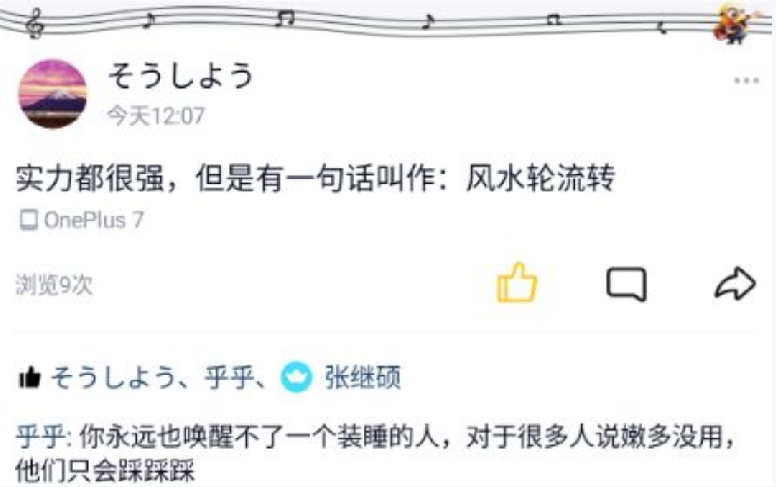 そうしよう
今天12:07
实力都很强，但是有一句话叫作：风水轮流转
OnePlus 7
浏览9次
そうしよう、乎乎、张继硕
乎乎: 你永远也唤醒不了一个装睡的人，对于很多人说嫩多没用，
他们只会踩踩踩